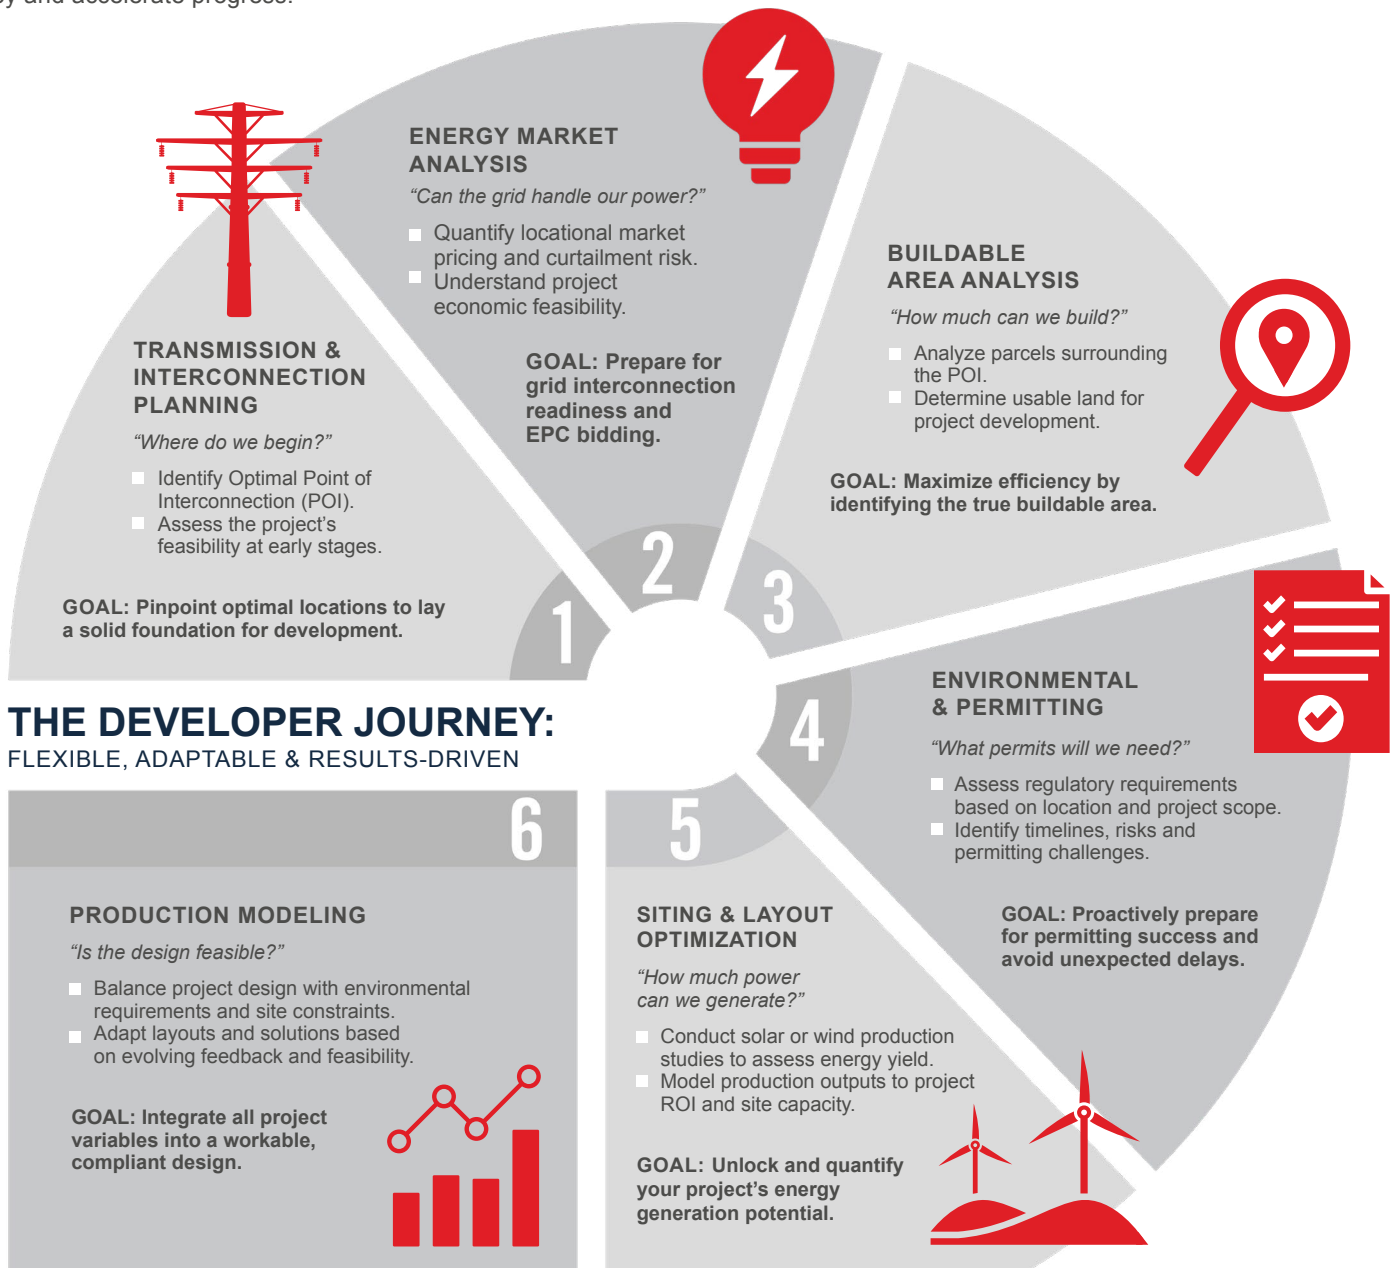 and accelerate progress.
TRANSMISSION &
INTERCONNECTION
PLANNING
“Where do we begin?”
Identify Optimal Point of
Interconnection (POI).
Assess the project’s
feasibility at early stages.
GOAL: Pinpoint optimal locations to lay
a solid foundation for development.
1
ENERGY MARKET
ANALYSIS
“Can the grid handle our power?”
Quantify locational market
pricing and curtailment risk.
Understand project
economic feasibility.
GOAL: Prepare for
grid interconnection
readiness and
EPC bidding.
2
BUILDABLE
AREA ANALYSIS
“How much can we build?”
Analyze parcels surrounding
the POI.
Determine usable land for
project development.
GOAL: Maximize efficiency by
identifying the true buildable area.
3
ENVIRONMENTAL
& PERMITTING
“What permits will we need?”
Assess regulatory requirements
based on location and project scope.
Identify timelines, risks and
permitting challenges.
GOAL: Proactively prepare
for permitting success and
avoid unexpected delays.
4
THE DEVELOPER JOURNEY:
FLEXIBLE, ADAPTABLE & RESULTS-DRIVEN
5
SITING & LAYOUT
OPTIMIZATION
“How much power
can we generate?”
Conduct solar or wind production
studies to assess energy yield.
Model production outputs to project
ROI and site capacity.
GOAL: Unlock and quantify
your project’s energy
generation potential.
6
PRODUCTION MODELING
“Is the design feasible?”
Balance project design with environmental
requirements and site constraints.
Adapt layouts and solutions based
on evolving feedback and feasibility.
GOAL: Integrate all project
variables into a workable,
compliant design.